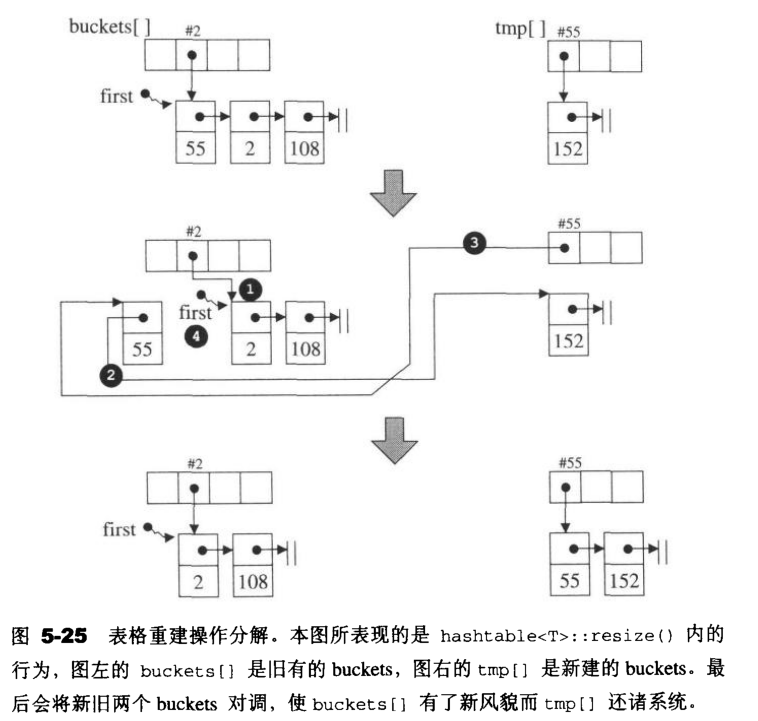 buckets[ ]
#2
tmp[ ]
#55
first
55
2
108
152
#2
#55
3
1
first
4
55
2
108
152
2
#2
#55
first
2
108
55
152
图 5-25 表格重建操作分解。本图所表现的是 hashtable<T>::resize() 内的
行为，图左的 buckets[] 是旧有的 buckets，图右的 tmp[] 是新建的 buckets。最
后会将新旧两个 buckets 对调，使 buckets[] 有了新风貌而 tmp[] 还诸系统。